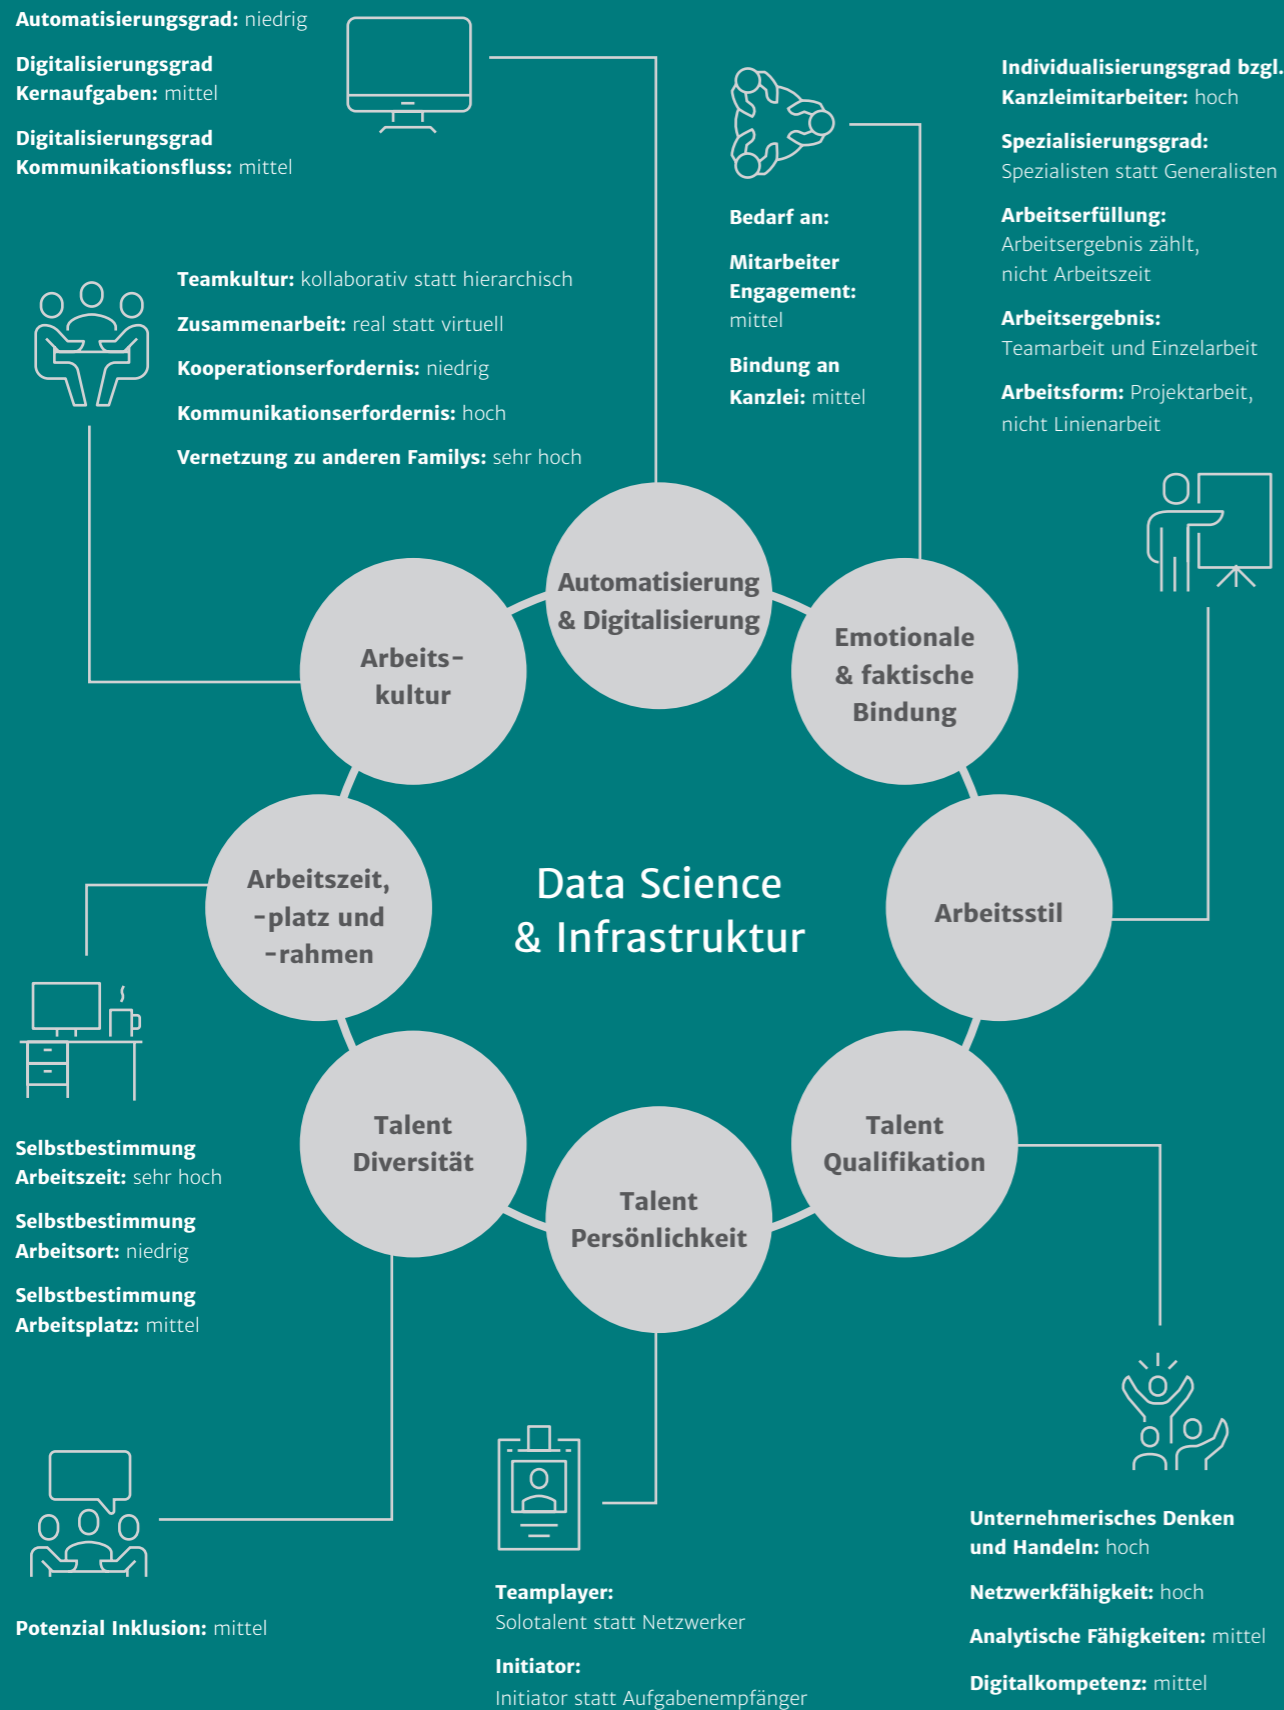 Automatisierungsgrad: niedrig
Digitalisierungsgrad
Kernaufgaben: mittel
Digitalisierungsgrad
Kommunikationsfluss: mittel
Teamkultur: kollaborativ statt hierarchisch
Zusammenarbeit: real statt virtuell
Kooperationserfordernis: niedrig
Kommunikationserfordernis: hoch
Vernetzung zu anderen Familys: sehr hoch
Bedarf an:
Mitarbeiter
Engagement:
mittel
Bindung an
Kanzlei: mittel
Individualisierungsgrad bzgl.
Kanzleimitarbeiter: hoch
Spezialisierungsgrad:
Spezialisten statt Generalisten
Arbeitserfüllung:
Arbeitsergebnis zählt,
nicht Arbeitszeit
Arbeitsergebnis:
Teamarbeit und Einzelarbeit
Arbeitsform: Projektarbeit,
nicht Linienarbeit
Automatisierung
& Digitalisierung
Emotionale
& faktische
Bindung
Arbeits-
kultur
Arbeitszeit,
-platz und
-rahmen
Data Science
& Infrastruktur
Arbeitsstil
Talent
Diversität
Talent
Persönlichkeit
Talent
Qualifikation
Selbstbestimmung
Arbeitszeit: sehr hoch
Selbstbestimmung
Arbeitsort: niedrig
Selbstbestimmung
Arbeitsplatz: mittel
Potenzial Inklusion: mittel
Teamplayer:
Solotalent statt Netzwerker
Initiator:
Initiator statt Aufgabenempfänger
Unternehmerisches Denken
und Handeln: hoch
Netzwerkfähigkeit: hoch
Analytische Fähigkeiten: mittel
Digitalkompetenz: mittel